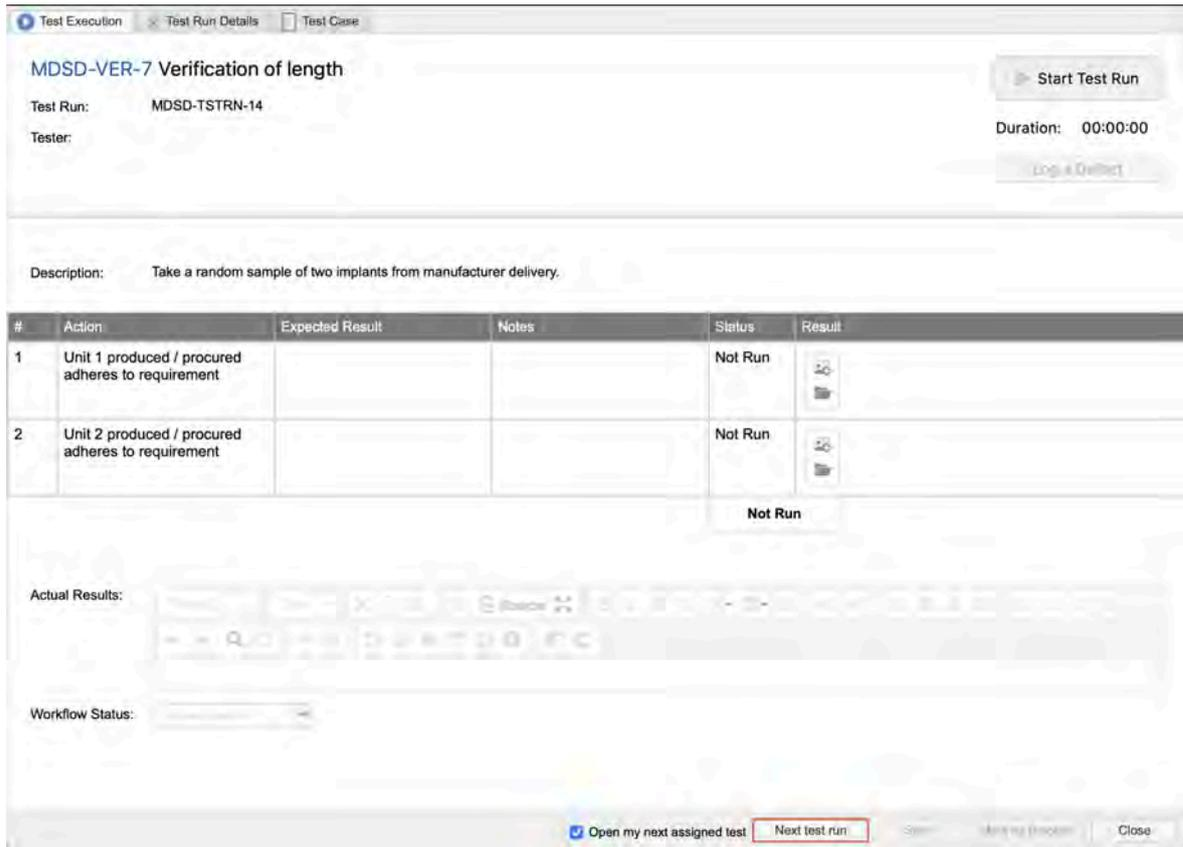 Test Execution Test Run Details Test Case
MDSD-VER-7 Verification of length
Start Test Run
Test Run: MDSD-TSTRN-14
Duration: 00:00:00
Tester:
Log a Defect
Description: Take a random sample of two implants from manufacturer delivery.
# Action Expected Result Notes Status Result
1 Unit 1 produced / procured Not Run
adheres to requirement
2 Unit 2 produced / procured Not Run
adheres to requirement
Not Run
Actual Results:
Source
Workflow Status:
Open my next assigned test Next test run Close